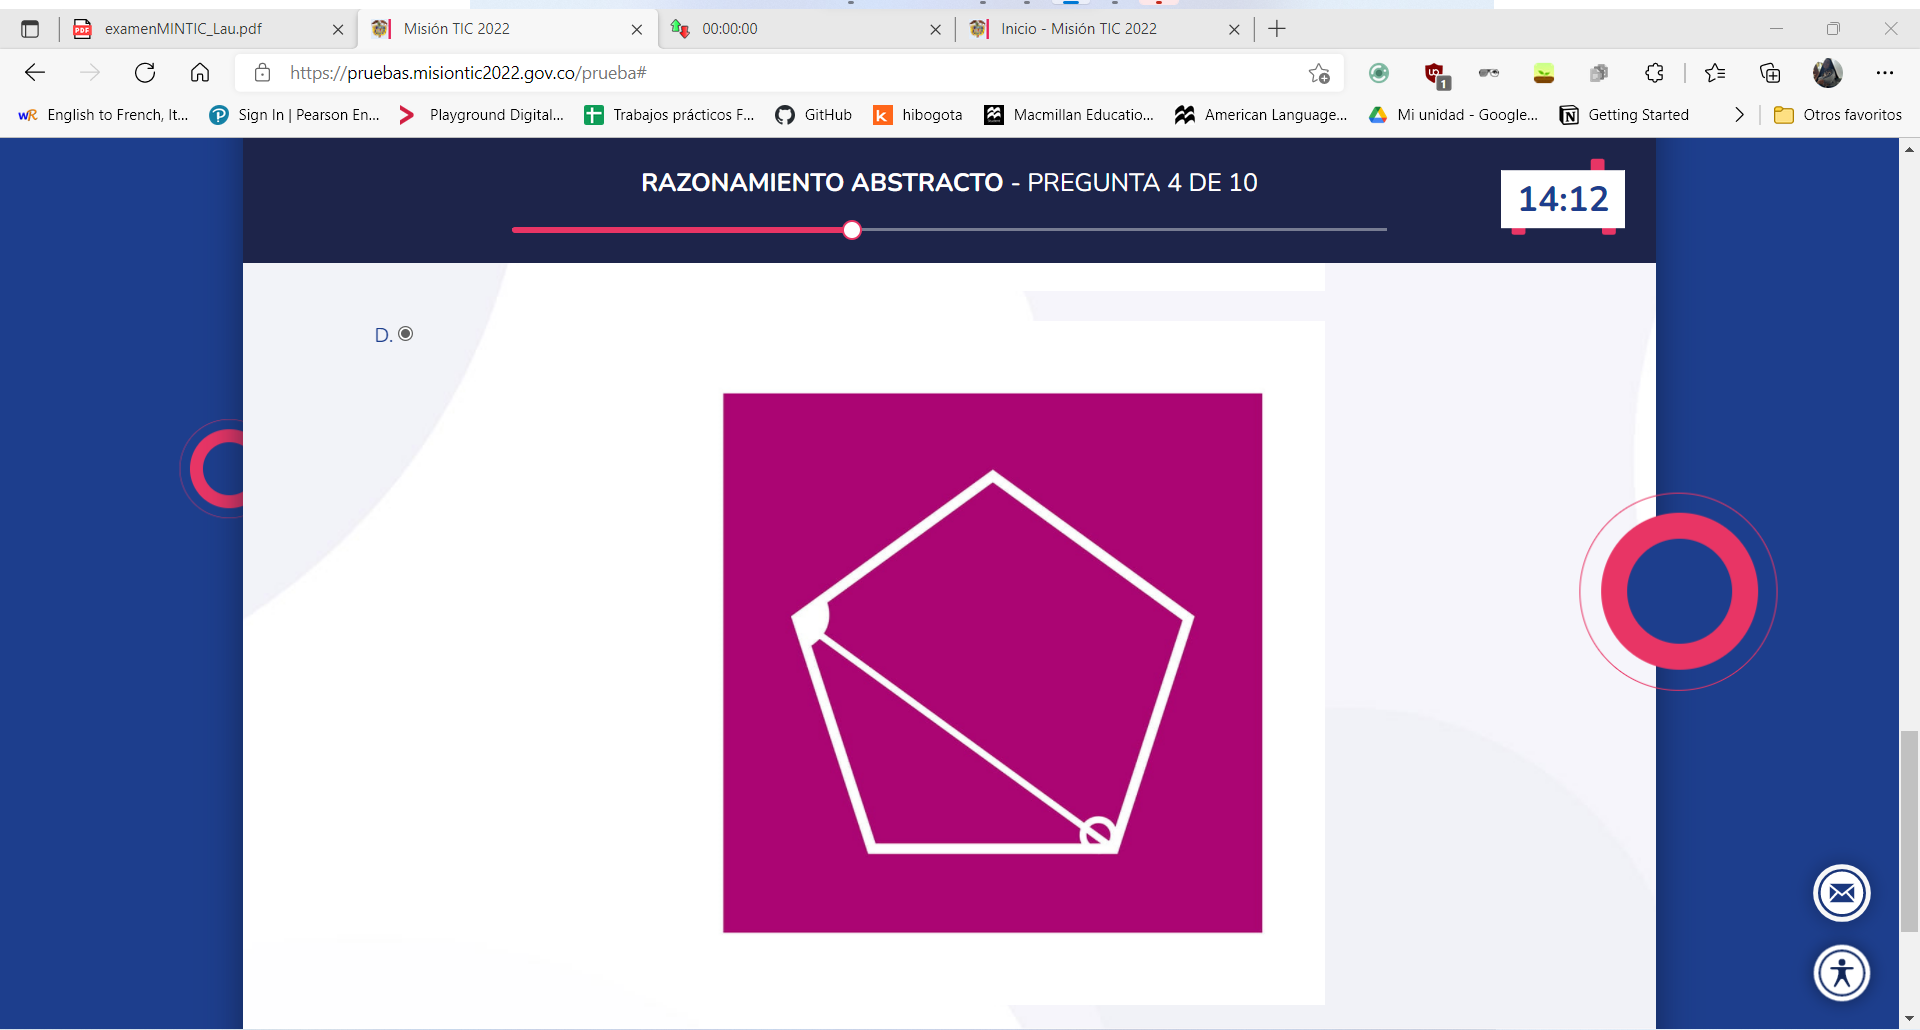 examenMINTIC_Lau.pdf
Misión TIC 2022
00:00:00
Inicio - Misión TIC 2022
https://pruebas.misiontic2022.gov.co/prueba#
1
WR English to French, It...
P Sign In | Pearson En...
Playground Digital...
Trabajos prácticos F...
GitHub
k hibogota
Macmillan Educatio...
American Language...
Mi unidad - Google...
N Getting Started
Otros favoritos
RAZONAMIENTO ABSTRACTO - PREGUNTA 4 DE 10
14:12
D.